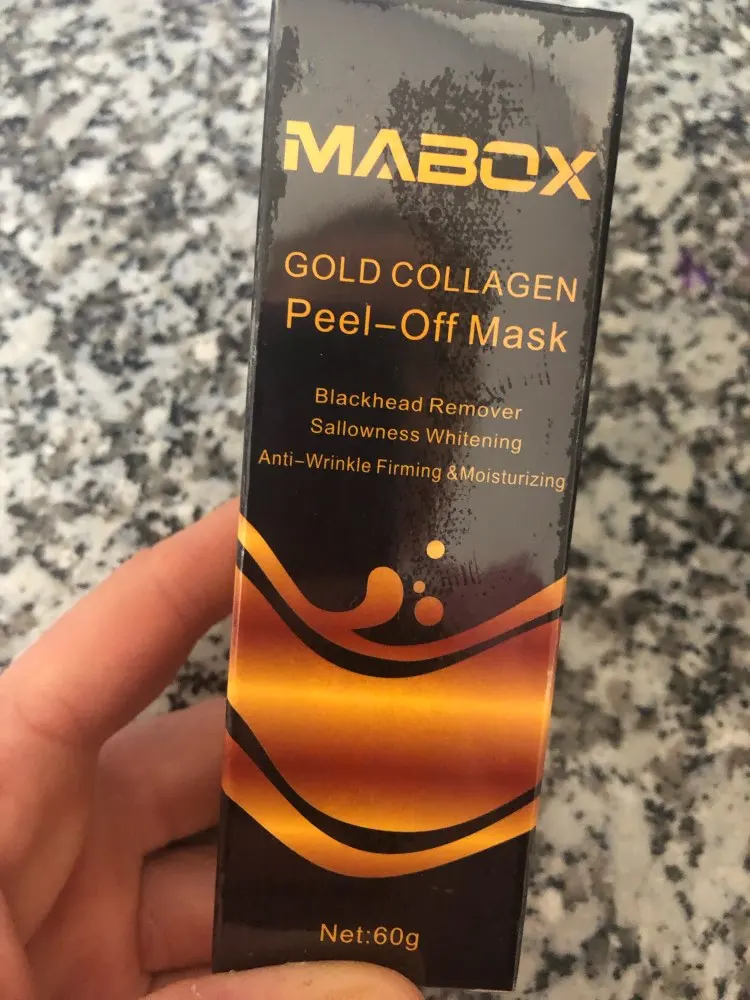 MABOX
GOLD COLLAGEN
Peel-Off Mask
Blackhead Remover
Sallowness Whitening
Anti-Wrinkle Firming &Moisturizing
Net:60g